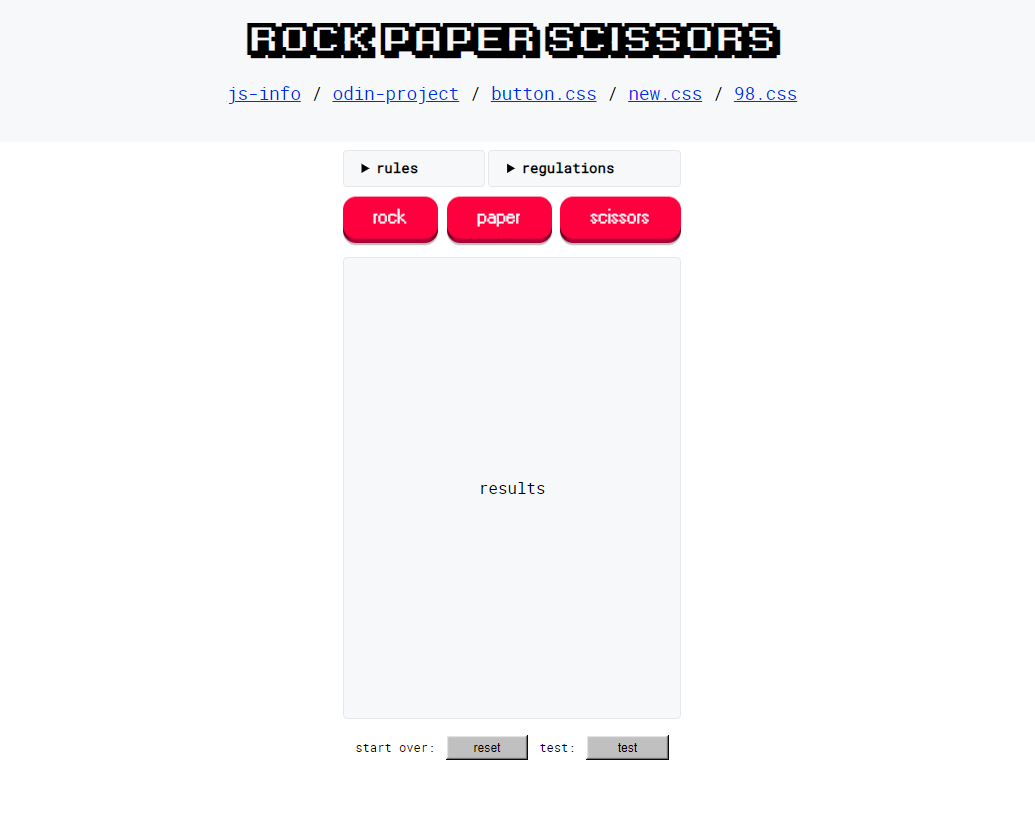 ROCK PAPER SCISSORS
js-info / odin-project / button.css / new.css / 98.css
rules regulations
rock paper scissors
results
start over: reset test: test